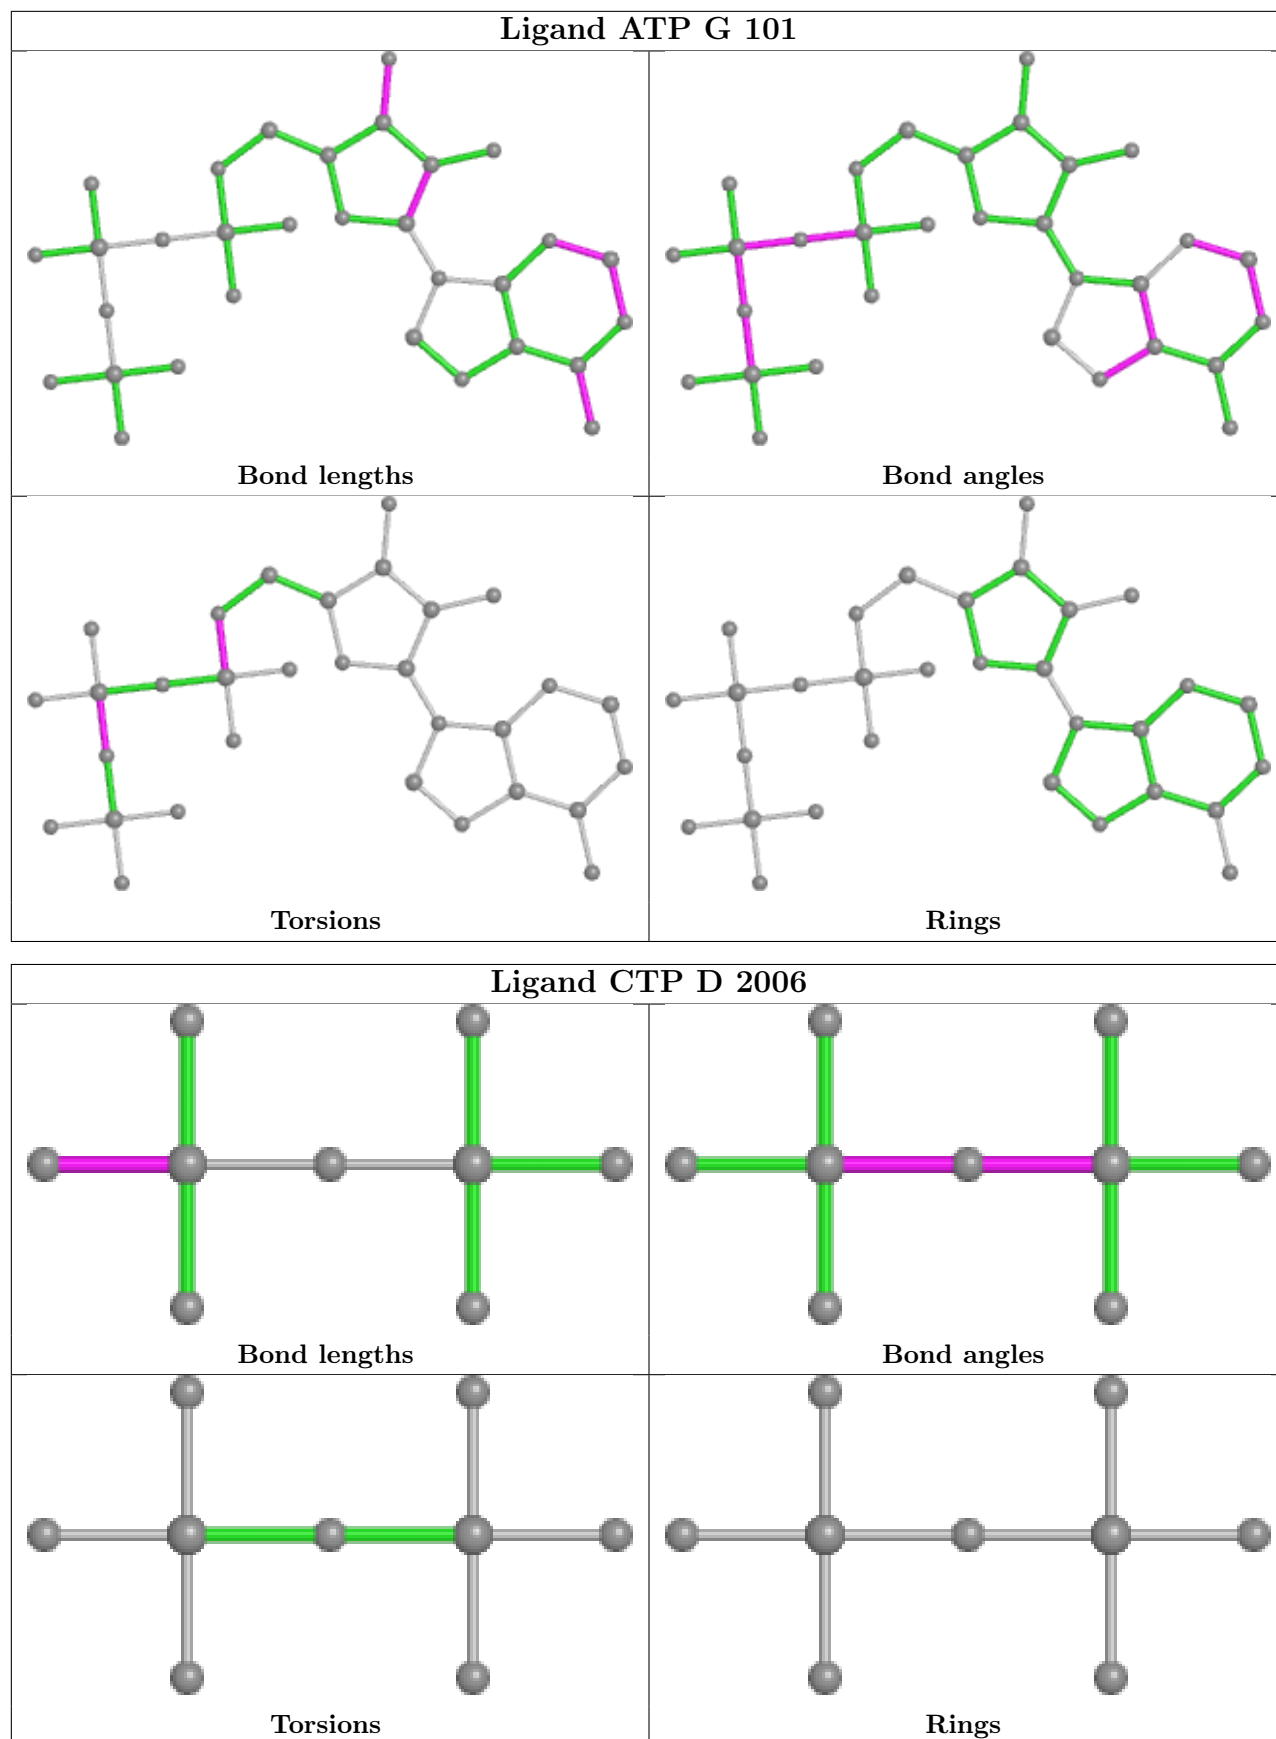 Ligand ATP G 101
Bond lengths
Bond angles
Torsions
Rings
Ligand CTP D 2006
Bond lengths
Bond angles
Torsions
Rings